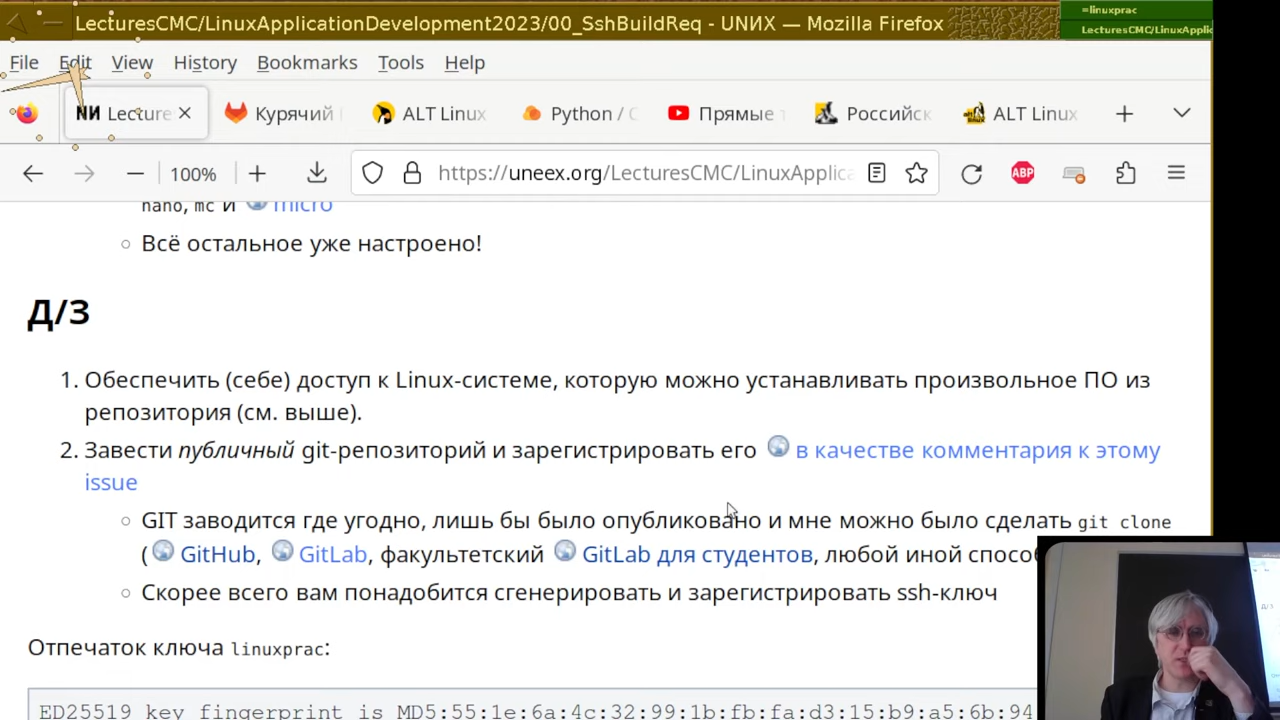 LecturesCMC/LinuxApplicationDevelopment2023/00_SshBuildReq - UNИX — Mozilla Firefox
=linuxprac
LecturesCMC/LinuxApplic
File Edit View History Bookmarks Tools Help
NИ Lecture
Курячий
ALT Linux
Python / C
Прямые т
Российск
ALT Linux
100%
https://uneex.org/LecturesCMC/LinuxApplica
ABP
nano, mc и micro
Всё остальное уже настроено!
Д/З
1. Обеспечить (себе) доступ к Linux-системе, которую можно устанавливать произвольное ПО из
репозитория (см. выше).
2. Завести публичный git-репозиторий и зарегистрировать его в качестве комментария к этому
issue
GIT заводится где угодно, лишь бы было опубликовано и мне можно было сделать git clone
(GitHub, GitLab, факультетский GitLab для студентов, любой иной способ
Скорее всего вам понадобится сгенерировать и зарегистрировать ssh-ключ
Отпечаток ключа linuxprac:
ED25519 key fingerprint is MD5:55:1e:6a:4c:32:99:1b:fb:fa:d3:15:b9:a5:6b:94